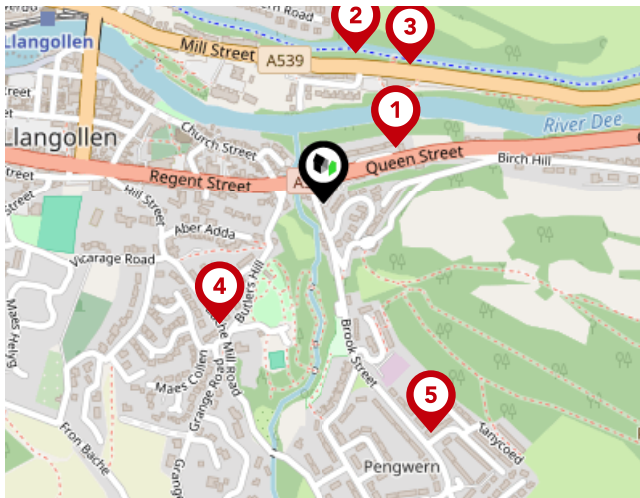 Llangollen
Mill Street
A539
2
3
1
River Dee
Church Street
Llangollen
Queen Street
Birch Hill
Regent Street
Hill Street
Aber Adda
Vicarage Road
Butlers Hill
4
Maes Helyg
Mill Road
Maes Collen
Grange Road
Brook Street
5
Fron Bache
Pengwern
Tanycoed